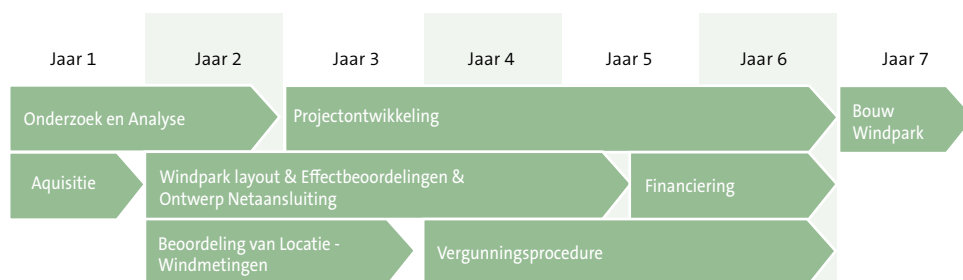 Jaar 1
Jaar 2
Jaar 3
Jaar 4
Jaar 5
Jaar 6
Jaar 7
Onderzoek en Analyse
Projectontwikkeling
Bouw
Windpark
Aquisitie
Windpark layout & Effectbeoordelingen &
Ontwerp Netaansluiting
Financiering
Beoordeling van Locatie -
Windmetingen
Vergunningsprocedure